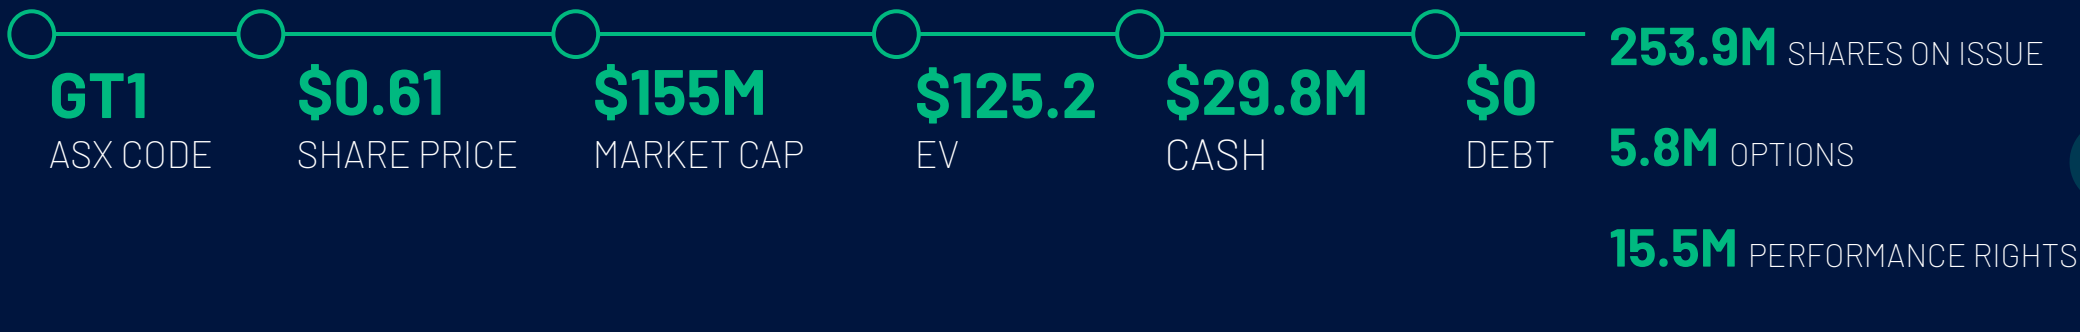 GT1
ASX CODE
$0.61
SHARE PRICE
$155M
MARKET CAP
$125.2
EV
$29.8M
CASH
$0
DEBT
253.9M SHARES ON ISSUE
5.8M OPTIONS
15.5M PERFORMANCE RIGHTS